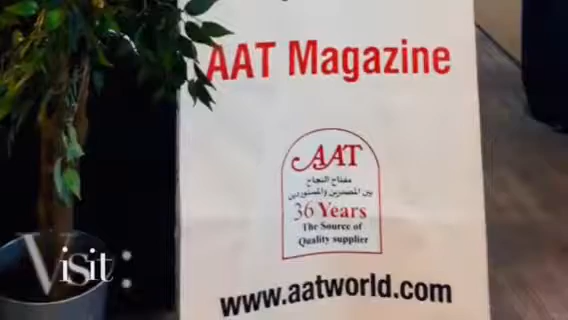 AAT Magazine
AAT
مفتاح النجاح
بين المصدرين والمستوردين
36 Years
The Source of
Quality supplier
www.aatworld.com
Visit :